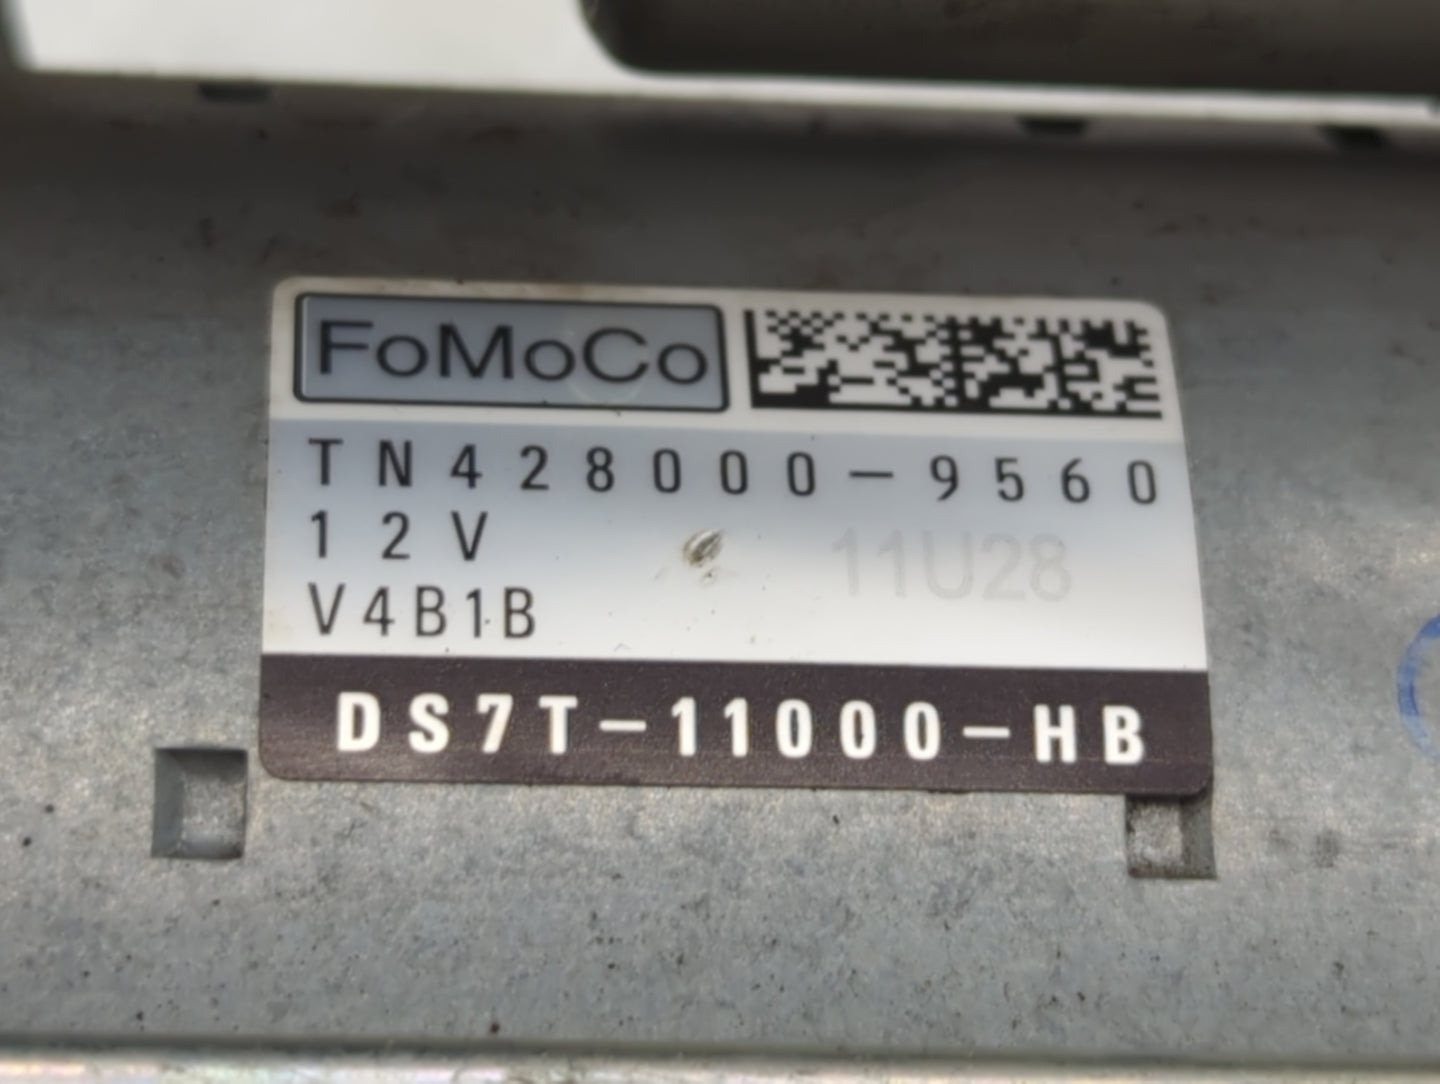 FoMoCo
TN428000-9560
12V
11U28
V4B1B
DS7T-11000-HB